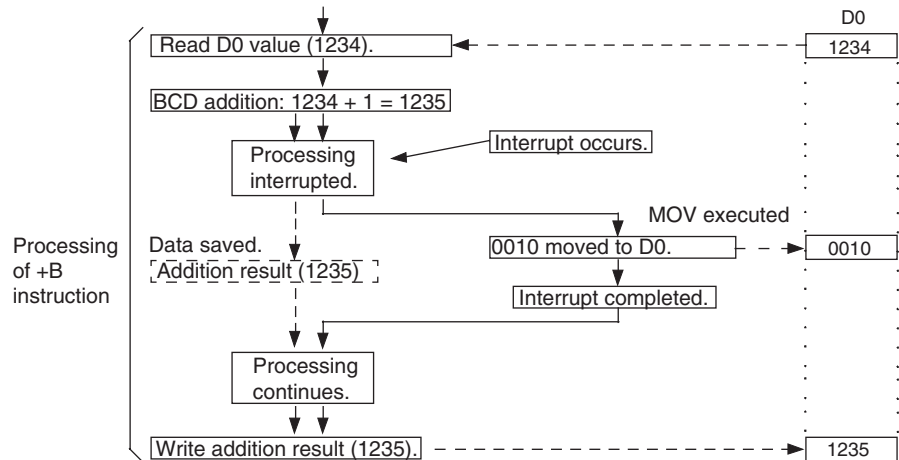 D0
Read D0 value (1234).
1234
BCD addition: 1234 + 1 = 1235
Interrupt occurs.
Processing
interrupted.
MOV executed
Data saved.
0010 moved to D0.
0010
Processing
of +B
instruction
Addition result (1235)
Interrupt completed.
Processing
continues.
Write addition result (1235).
1235